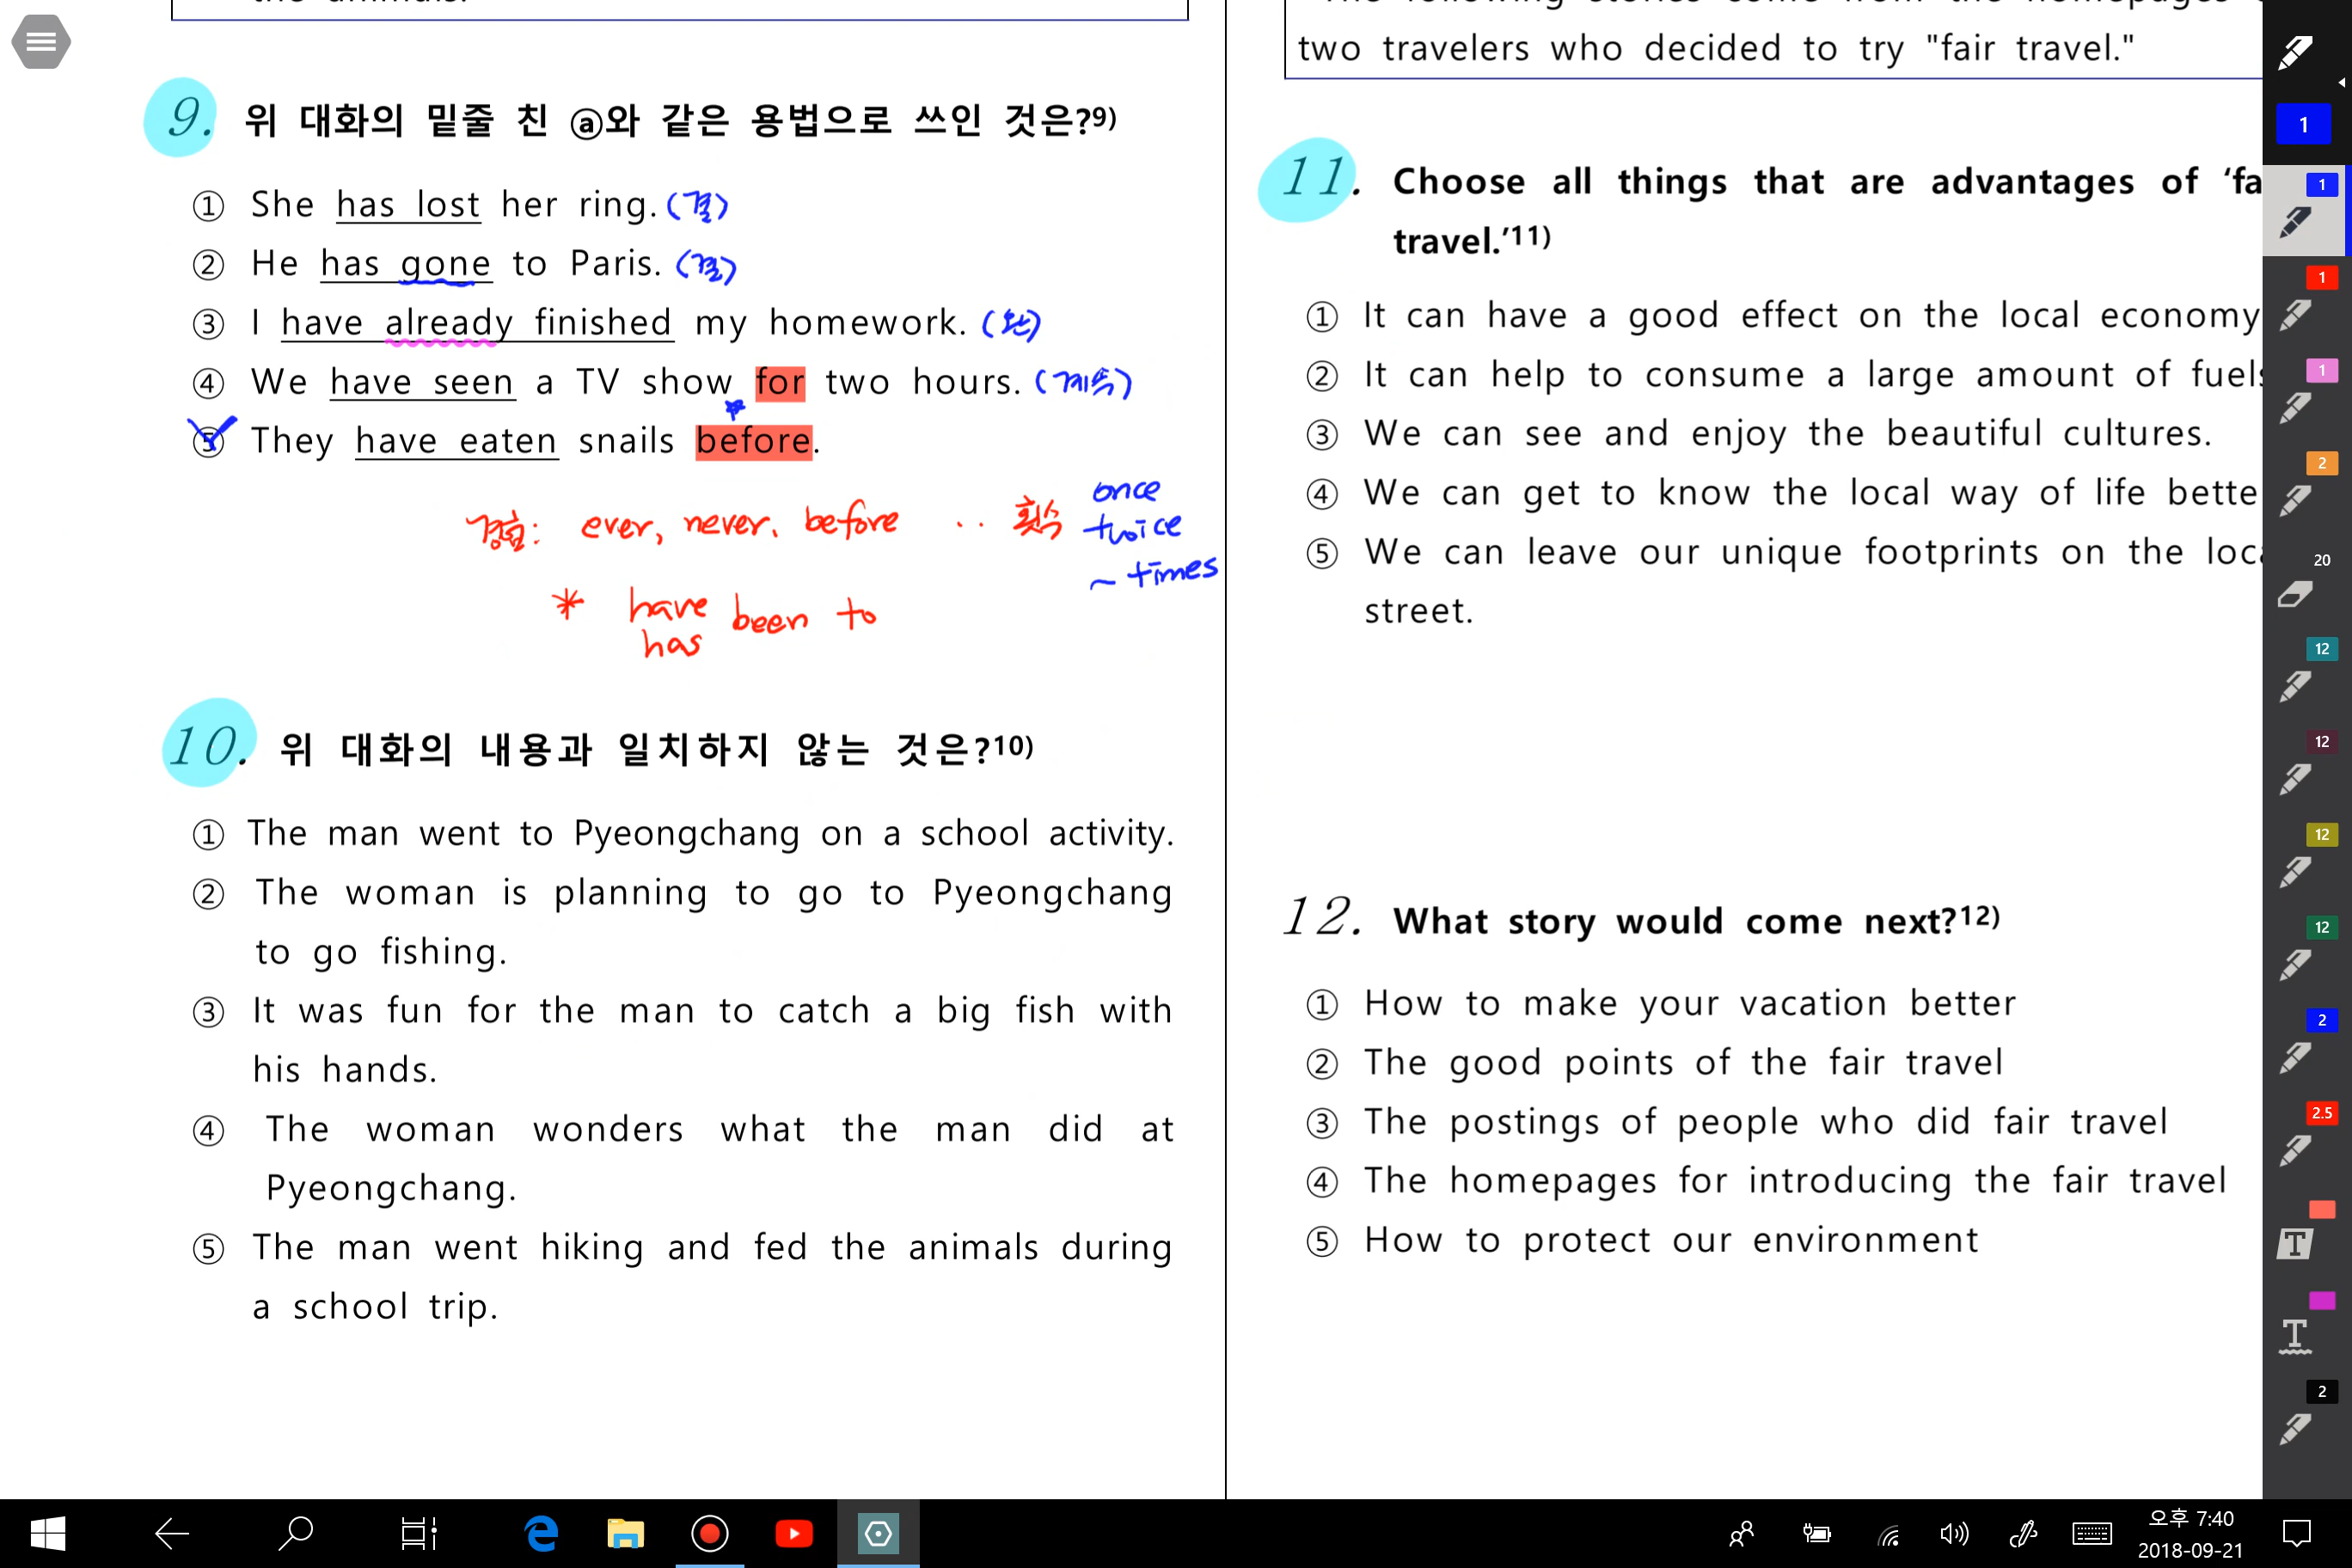 9. 위 대화의 밑줄 친 ⓐ와 같은 용법으로 쓰인 것은?9)
① She has lost her ring. (결)
② He has gone to Paris. (결)
③ I have already finished my homework. (완)
④ We have seen a TV show for two hours. (계속)
⑤ They have eaten snails before.
경험: ever, never, before .. 횟수 once
twice
~ times
* have been to
has
10. 위 대화의 내용과 일치하지 않는 것은?10)
① The man went to Pyeongchang on a school activity.
② The woman is planning to go to Pyeongchang
to go fishing.
③ It was fun for the man to catch a big fish with
his hands.
④ The woman wonders what the man did at
Pyeongchang.
⑤ The man went hiking and fed the animals during
a school trip.
two travelers who decided to try "fair travel."
11. Choose all things that are advantages of ‘fa
travel.’11)
① It can have a good effect on the local economy
② It can help to consume a large amount of fuels
③ We can see and enjoy the beautiful cultures.
④ We can get to know the local way of life bette
⑤ We can leave our unique footprints on the loca
street.
12. What story would come next?12)
① How to make your vacation better
② The good points of the fair travel
③ The postings of people who did fair travel
④ The homepages for introducing the fair travel
⑤ How to protect our environment
1
1
1
1
2
20
12
12
12
12
2
2.5
T
T
2
오후 7:40
2018-09-21